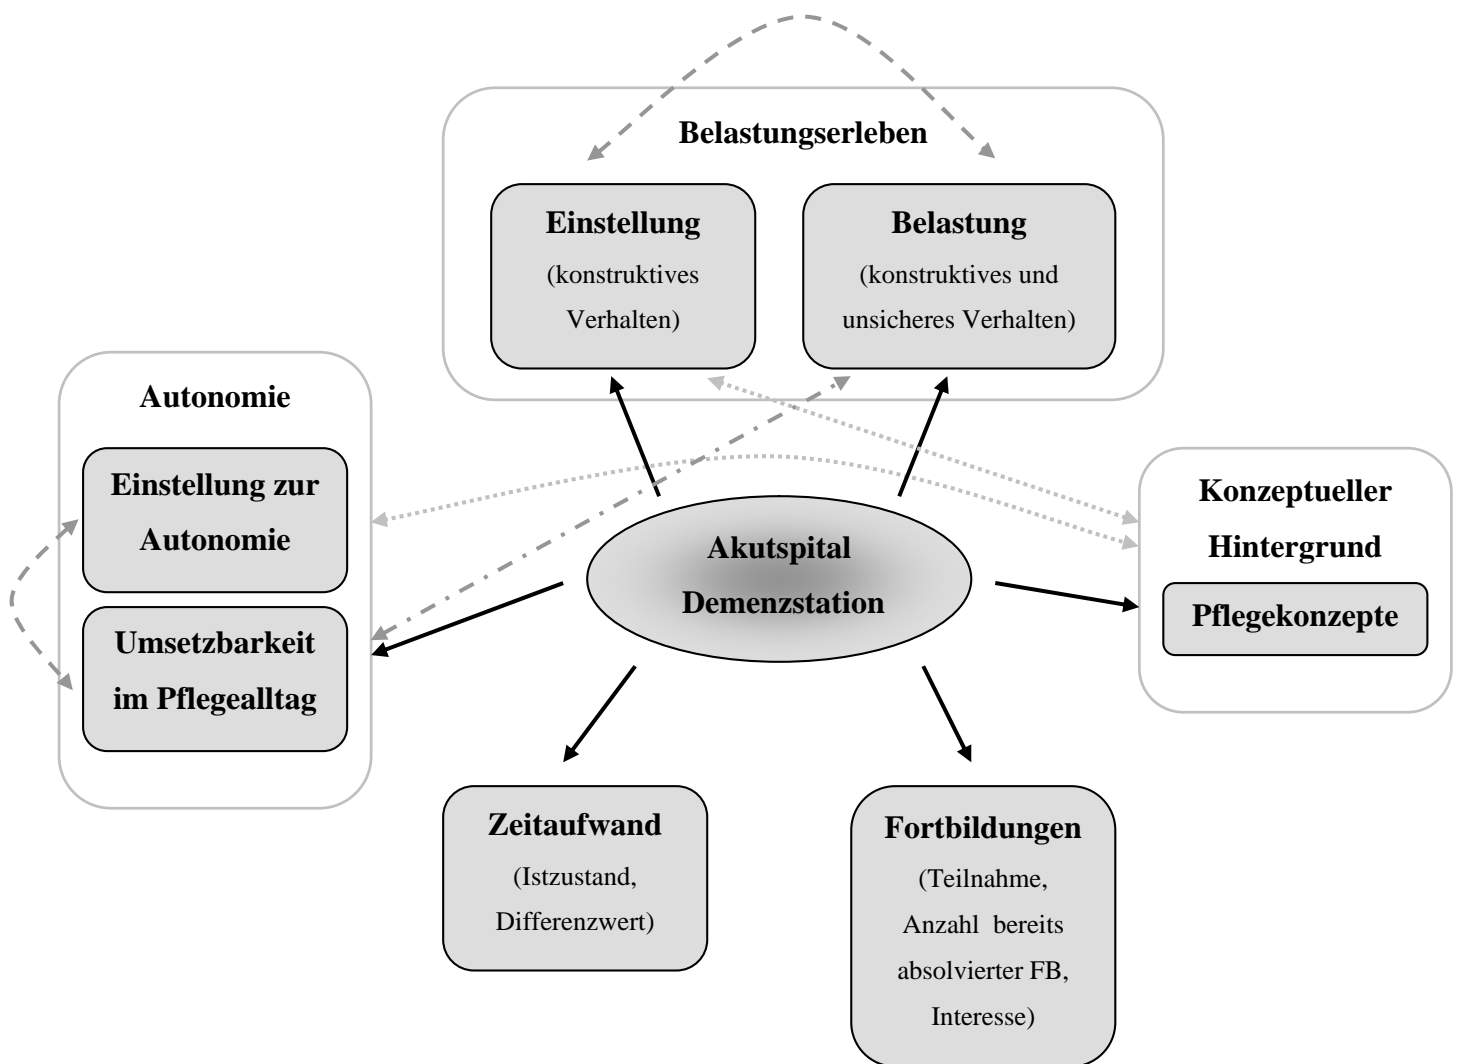 Belastungserleben
Einstellung
(konstruktives
Verhalten)
Belastung
(konstruktives und
unsicheres Verhalten)
Autonomie
Einstellung zur
Autonomie
Umsetzbarkeit
im Pflegealltag
Akutspital
Demenzstation
Konzeptueller
Hintergrund
Pflegekonzepte
Zeitaufwand
(Istzustand,
Differenzwert)
Fortbildungen
(Teilnahme,
Anzahl bereits
absolvierter FB,
Interesse)